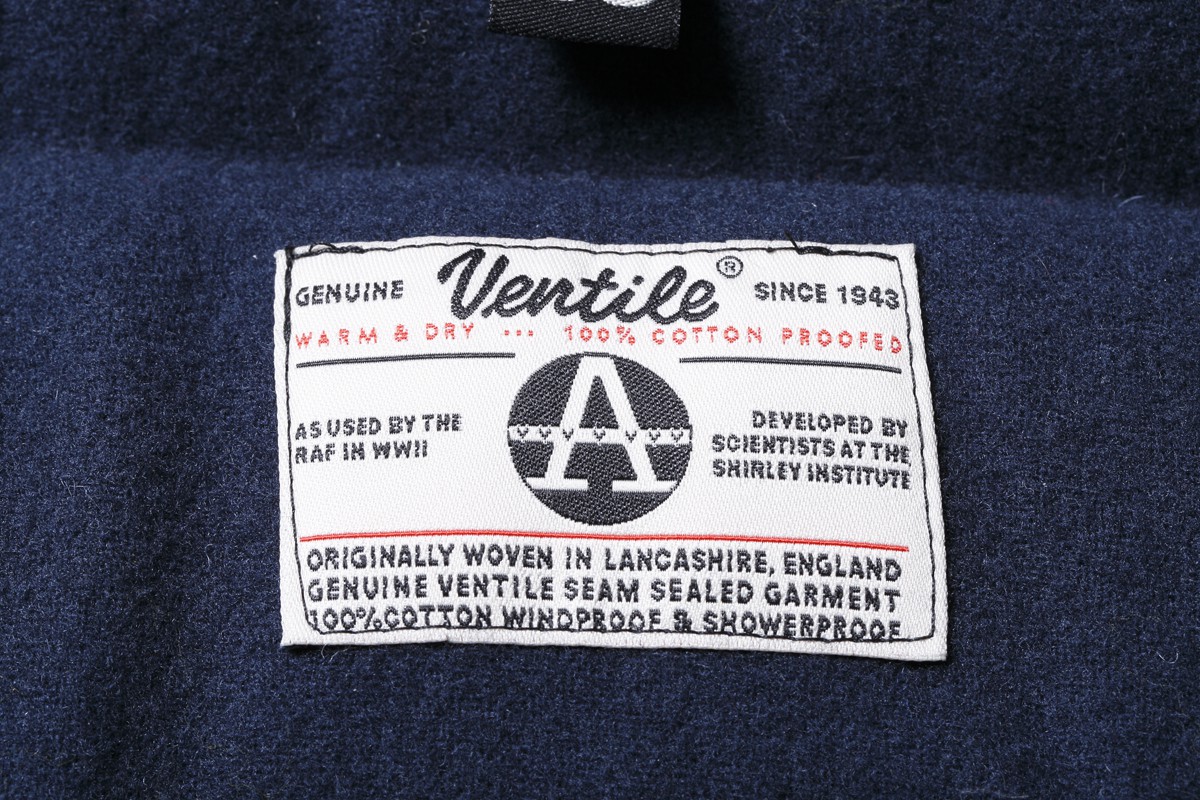 GENUINE Ventile® SINCE 1943
WARM & DRY ... 100% COTTON PROOFED
A
AS USED BY THE
RAF IN WWII
DEVELOPED BY
SCIENTISTS AT THE
SHIRLEY INSTITUTE
ORIGINALLY WOVEN IN LANCASHIRE, ENGLAND
GENUINE VENTILE SEAM SEALED GARMENT
100% COTTON WINDPROOF & SHOWERPROOF